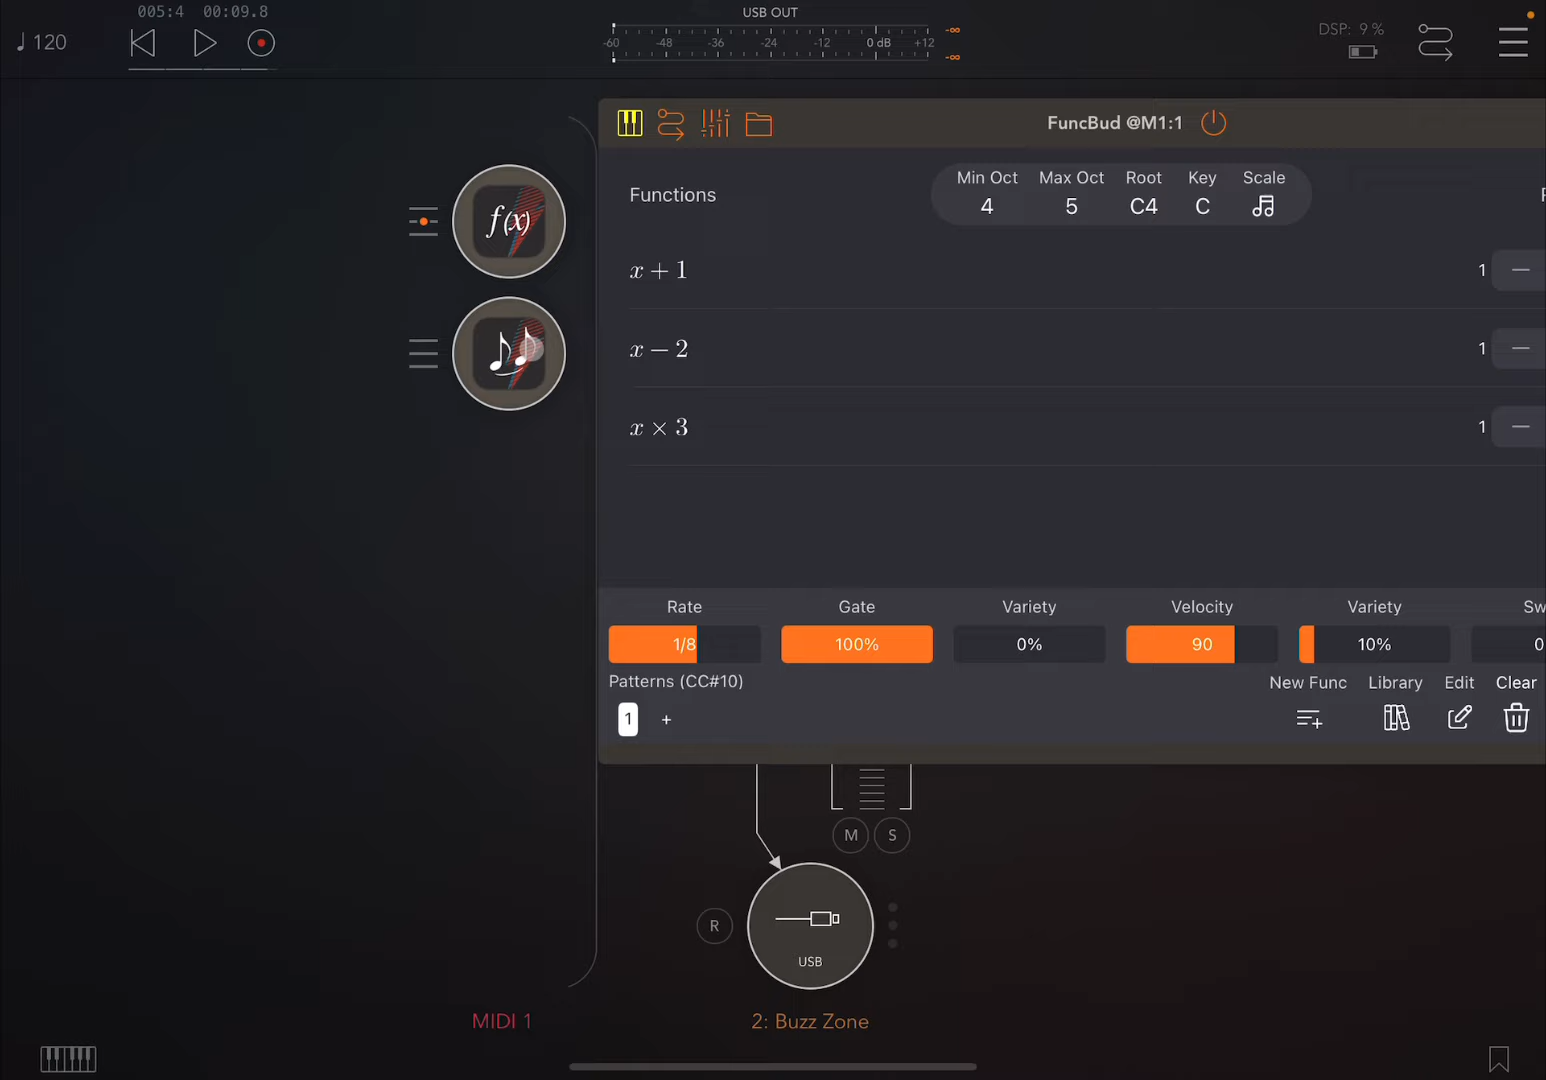 005:4 00:09.8
120
USB OUT
-60 -48 -36 -24 -12 0 dB +12
-∞
-∞
DSP: 9 %
FuncBud @M1:1
Functions
Min Oct Max Oct Root Key Scale
4 5 C4 C
f(x)
x + 1 1
x − 2 1
x × 3 1
Rate Gate Variety Velocity Variety Sw
1/8 100% 0% 90 10% 0
Patterns (CC#10) New Func Library Edit Clear
1 +
M S
R
USB
MIDI 1 2: Buzz Zone